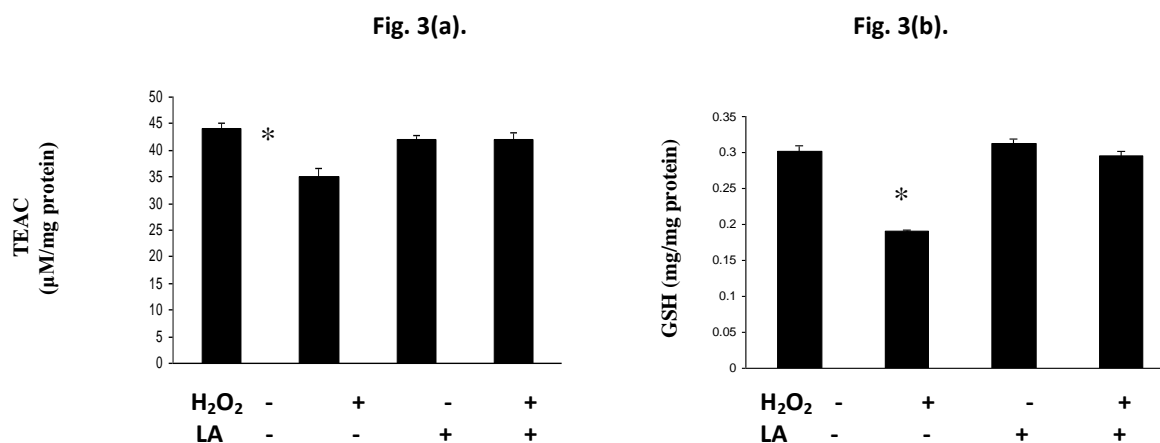 Fig. 3(a).
TEAC
(µM/mg protein)
50
45
40
35
30
25
20
15
10
5
0
*
H₂O₂ - + - +
LA - - + +
Fig. 3(b).
GSH (mg/mg protein)
0.35
0.3
0.25
0.2
0.15
0.1
0.05
0
*
H₂O₂ - + - +
LA - - + +